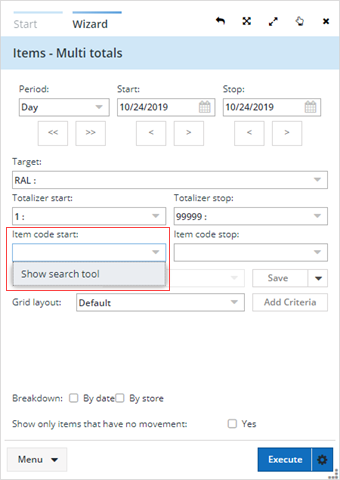 Start Wizard
Items - Multi totals
Period: Start: Stop:
Day 10/24/2019 10/24/2019
<< >> < > < >
Target:
RAL :
Totalizer start: Totalizer stop:
1 : 99999 :
Item code start: Item code stop:
Show search tool Save
Grid layout: Default Add Criteria
Breakdown: By date By store
Show only items that have no movement: Yes
Menu Execute